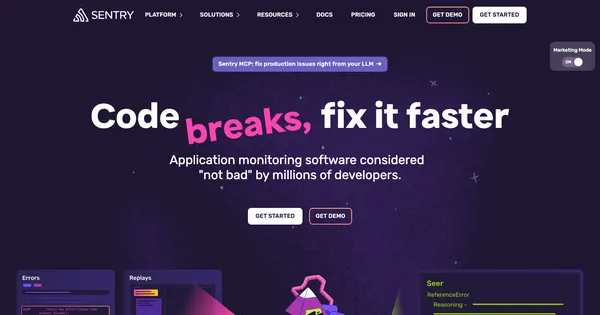 SENTRY PLATFORM SOLUTIONS RESOURCES DOCS PRICING SIGN IN GET DEMO GET STARTED
Sentry MCP: fix production issues right from your LLM →
Marketing Mode
ON
Code breaks, fix it faster
Application monitoring software considered
"not bad" by millions of developers.
GET STARTED GET DEMO
Errors
Replays
Seer
ReferenceError
Reasoning